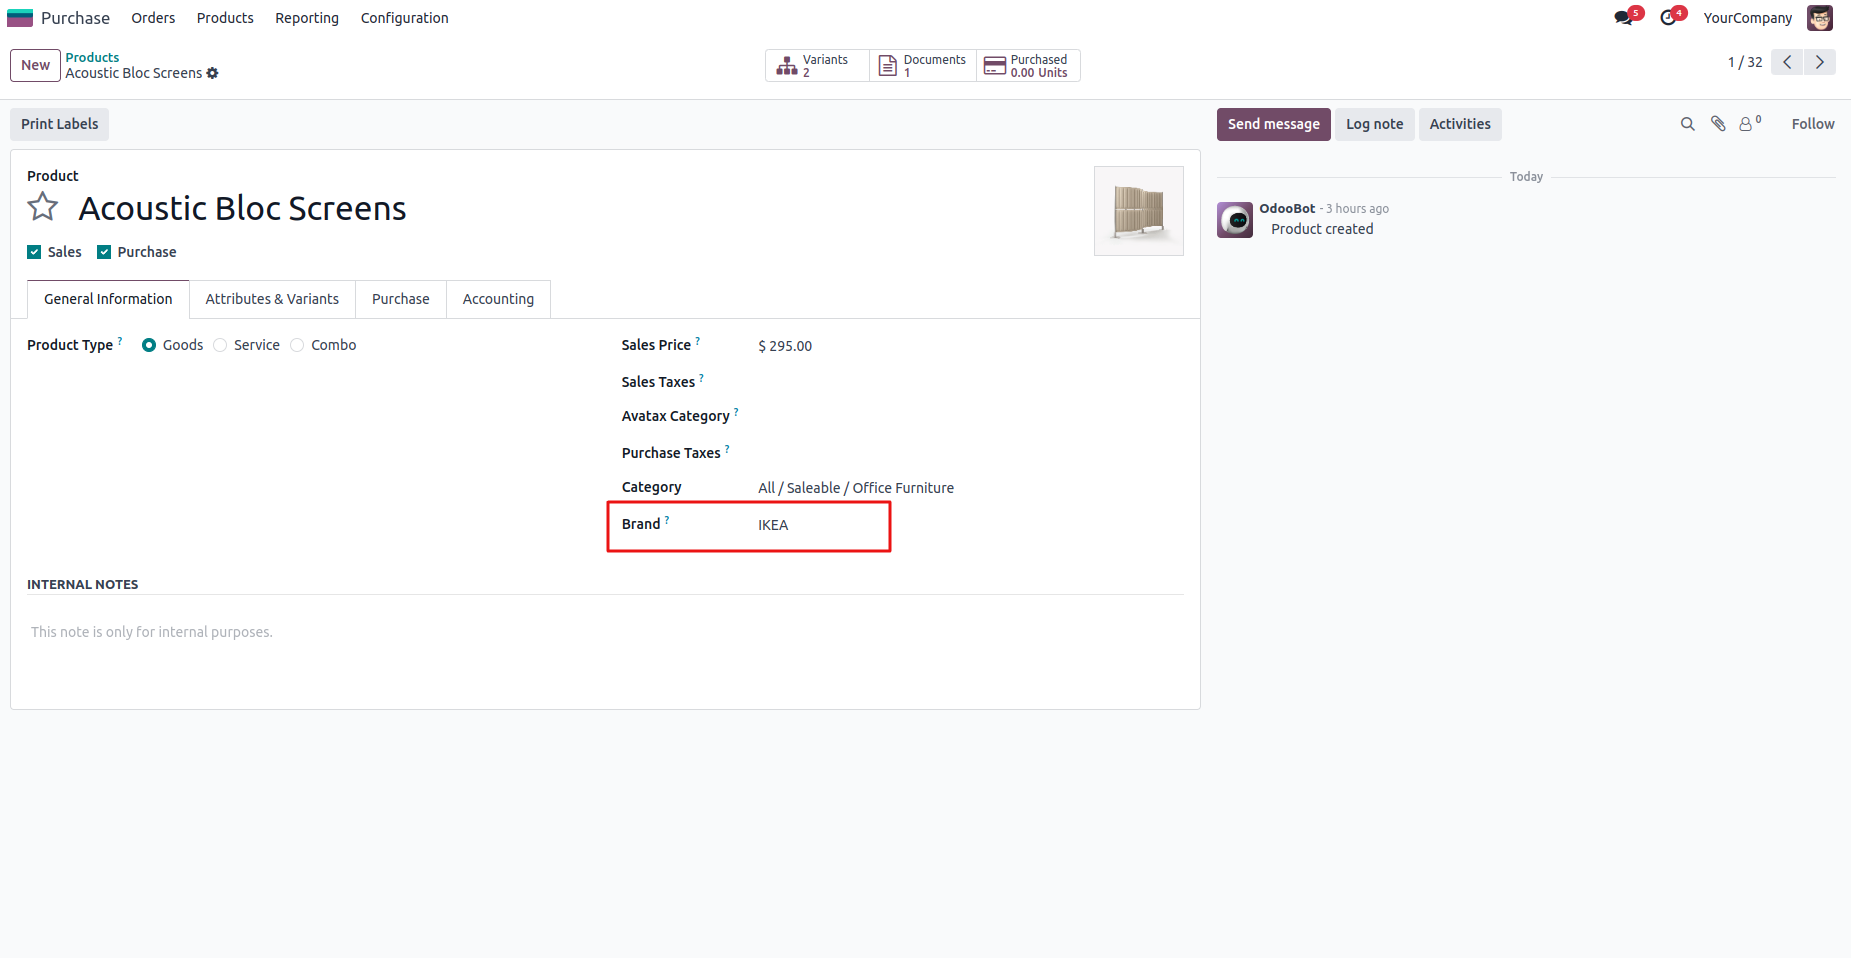 Purchase Orders Products Reporting Configuration 5 4 YourCompany
New Products
Acoustic Bloc Screens
Variants 2
Documents 1
Purchased 0.00 Units
1 / 32
Print Labels
Send message Log note Activities 0 Follow
Product
Acoustic Bloc Screens
Sales Purchase
General Information Attributes & Variants Purchase Accounting
Product Type ? Goods Service Combo
Sales Price ? $ 295.00
Sales Taxes ?
Avatax Category ?
Purchase Taxes ?
Category All / Saleable / Office Furniture
Brand ? IKEA
INTERNAL NOTES
This note is only for internal purposes.
Today
OdooBot - 3 hours ago
Product created